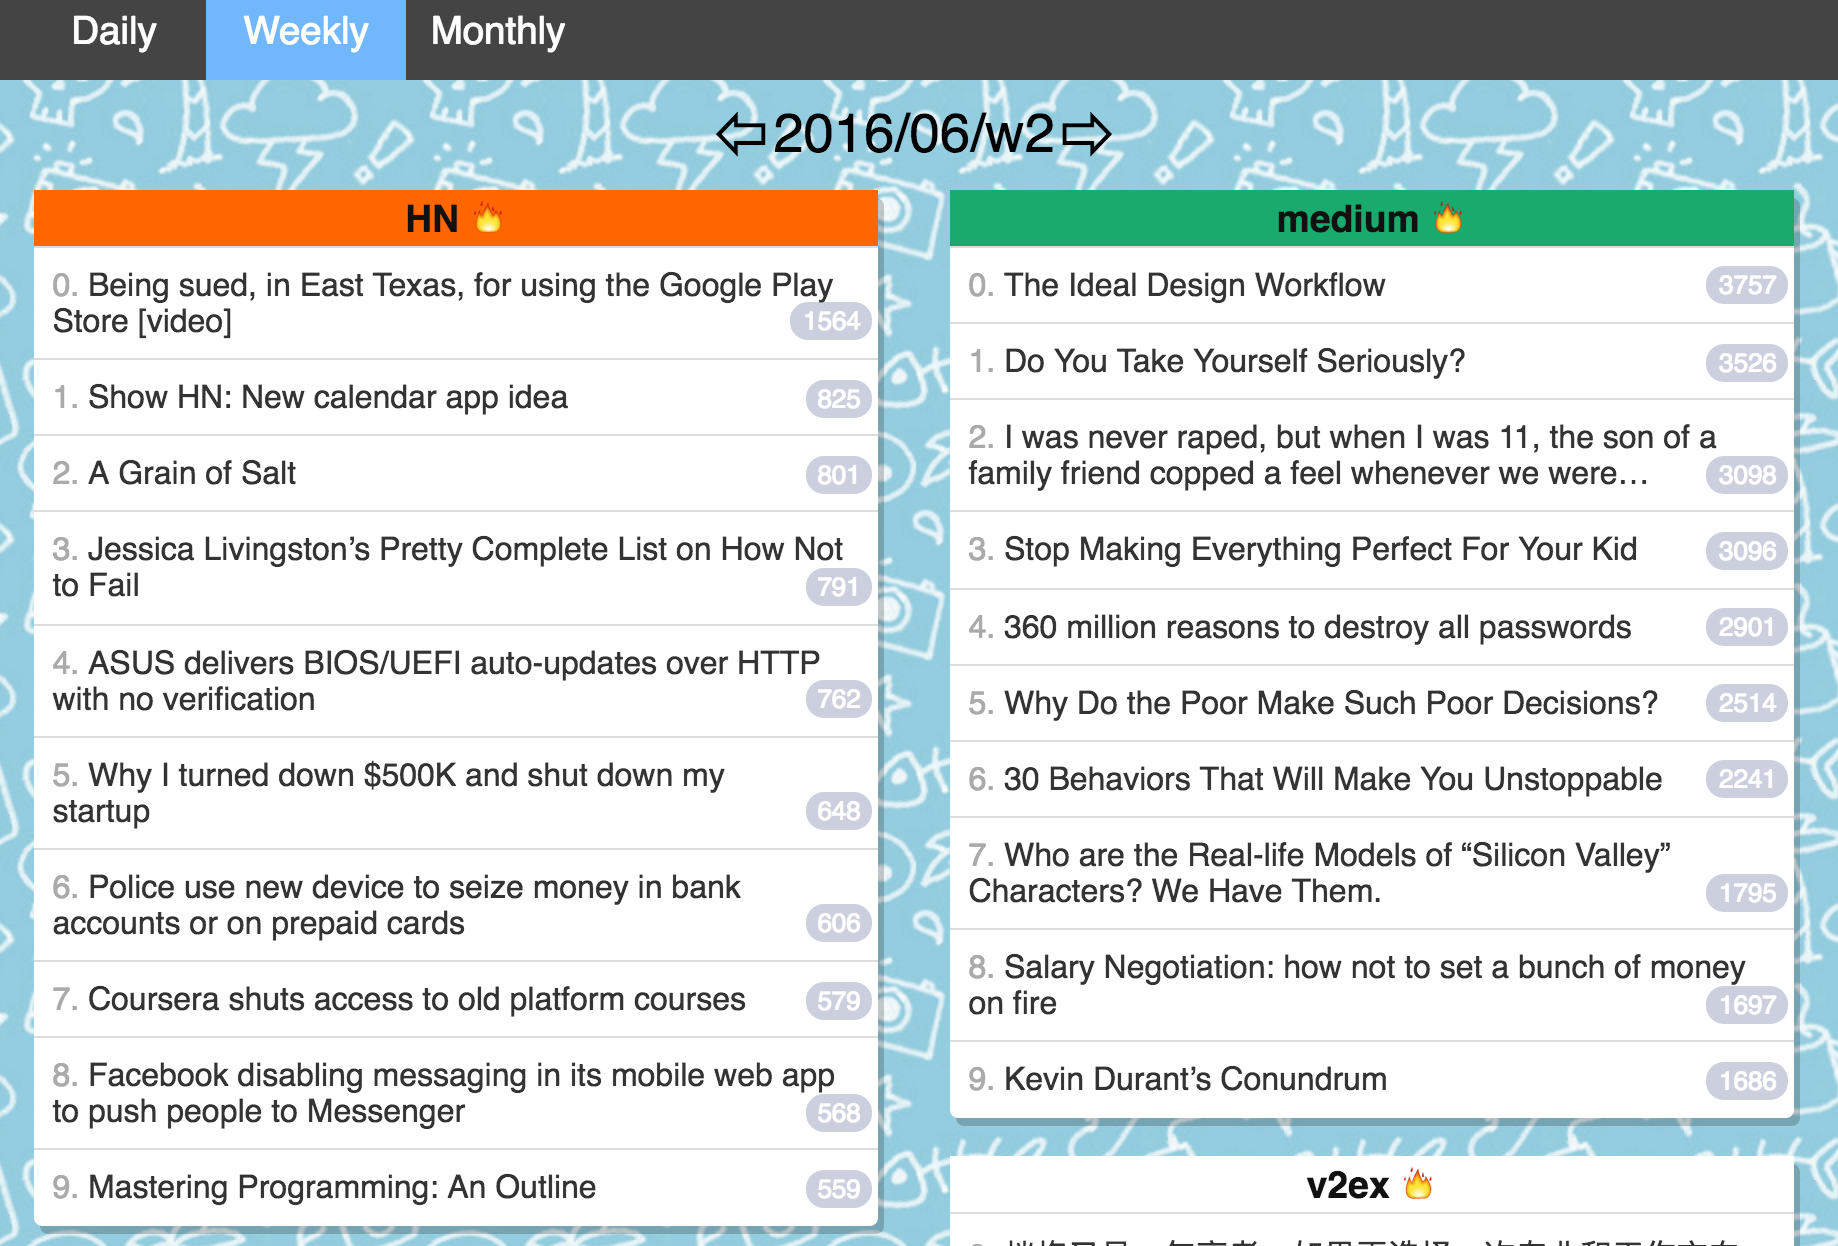 Daily Weekly Monthly
⇦2016/06/w2⇨
HN 🔥
0. Being sued, in East Texas, for using the Google Play
Store [video] 1564
1. Show HN: New calendar app idea 825
2. A Grain of Salt 801
3. Jessica Livingston’s Pretty Complete List on How Not
to Fail 791
4. ASUS delivers BIOS/UEFI auto-updates over HTTP
with no verification 762
5. Why I turned down $500K and shut down my
startup 648
6. Police use new device to seize money in bank
accounts or on prepaid cards 606
7. Coursera shuts access to old platform courses 579
8. Facebook disabling messaging in its mobile web app
to push people to Messenger 568
9. Mastering Programming: An Outline 559
medium 🔥
0. The Ideal Design Workflow 3757
1. Do You Take Yourself Seriously? 3526
2. I was never raped, but when I was 11, the son of a
family friend copped a feel whenever we were… 3098
3. Stop Making Everything Perfect For Your Kid 3096
4. 360 million reasons to destroy all passwords 2901
5. Why Do the Poor Make Such Poor Decisions? 2514
6. 30 Behaviors That Will Make You Unstoppable 2241
7. Who are the Real-life Models of “Silicon Valley”
Characters? We Have Them. 1795
8. Salary Negotiation: how not to set a bunch of money
on fire 1697
9. Kevin Durant’s Conundrum 1686
v2ex 🔥